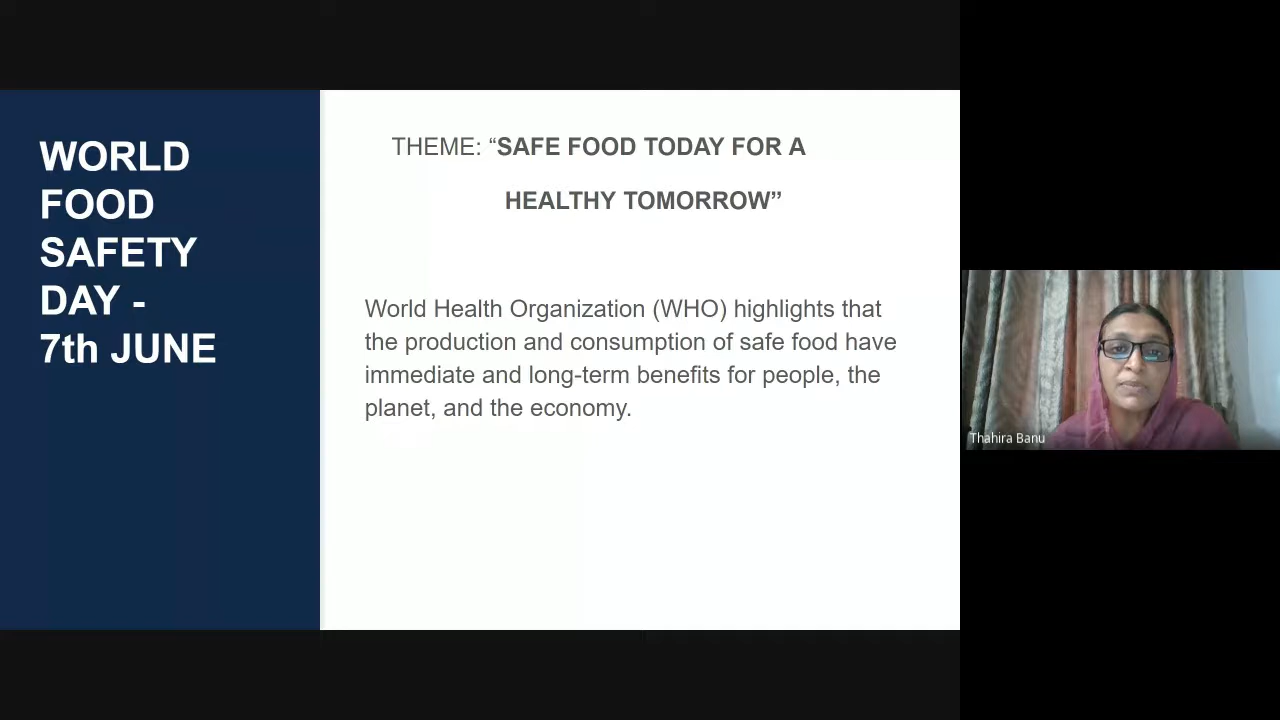 WORLD
FOOD
SAFETY
DAY -
7th JUNE
THEME: “SAFE FOOD TODAY FOR A
HEALTHY TOMORROW”
World Health Organization (WHO) highlights that
the production and consumption of safe food have
immediate and long-term benefits for people, the
planet, and the economy.
Thahira Banu